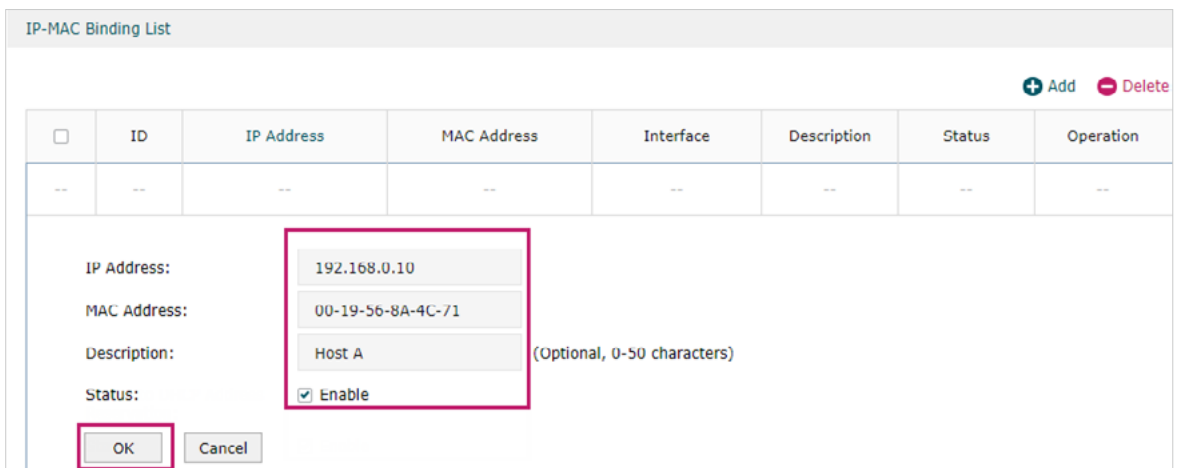 IP-MAC Binding List
Add Delete
ID IP Address MAC Address Interface Description Status Operation
-- -- -- -- -- -- -- --
IP Address: 192.168.0.10
MAC Address: 00-19-56-8A-4C-71
Description: Host A (Optional, 0-50 characters)
Status: Enable
OK Cancel